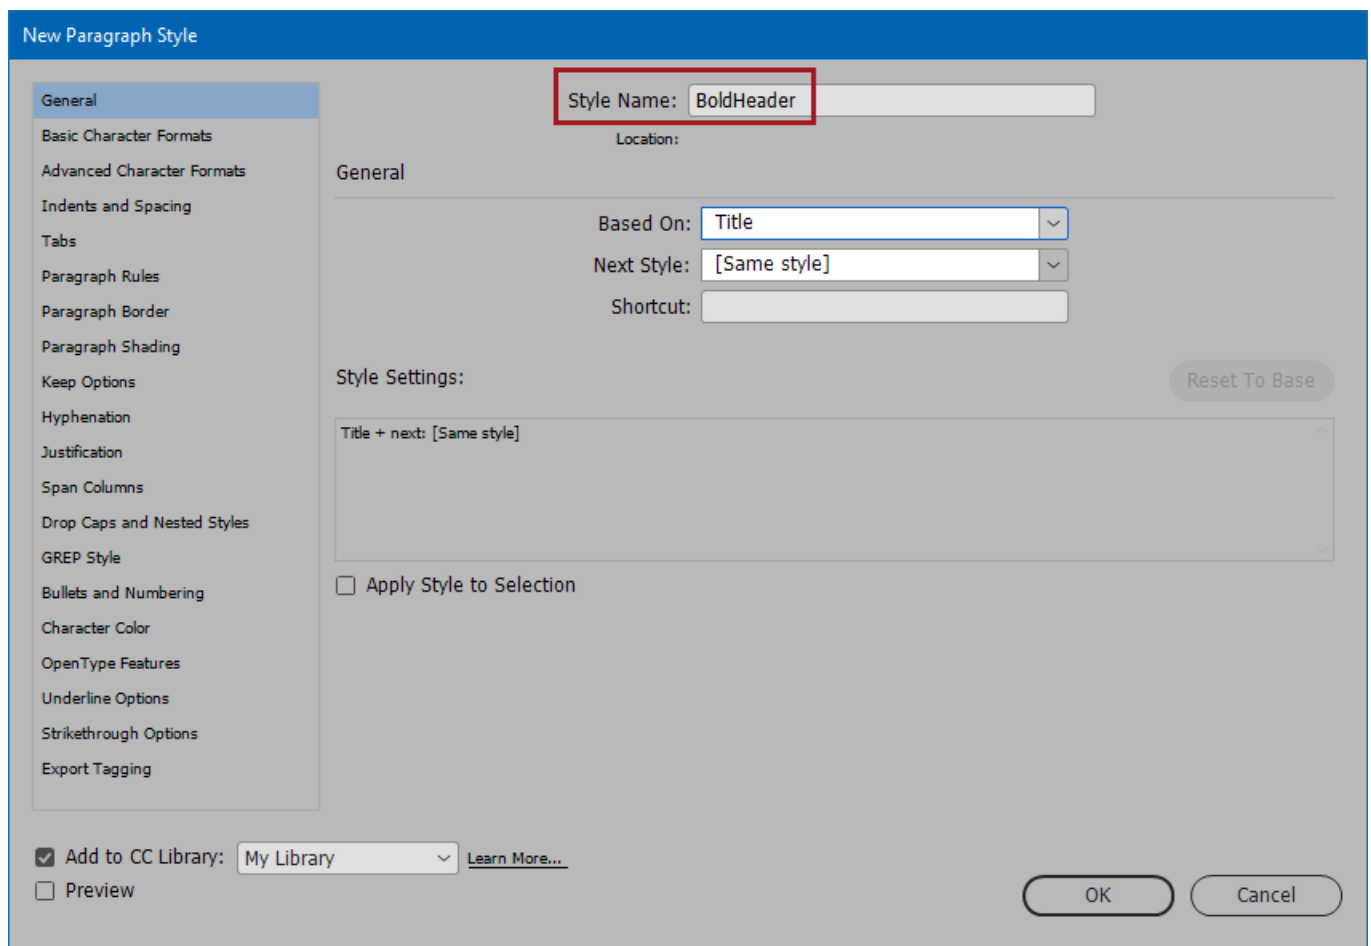 New Paragraph Style
General
Basic Character Formats
Advanced Character Formats
Indents and Spacing
Tabs
Paragraph Rules
Paragraph Border
Paragraph Shading
Keep Options
Hyphenation
Justification
Span Columns
Drop Caps and Nested Styles
GREP Style
Bullets and Numbering
Character Color
OpenType Features
Underline Options
Strikethrough Options
Export Tagging
Style Name: BoldHeader
Location:
General
Based On: Title
Next Style: [Same style]
Shortcut:
Style Settings: Reset To Base
Title + next: [Same style]
Apply Style to Selection
Add to CC Library: My Library Learn More...
Preview
OK Cancel